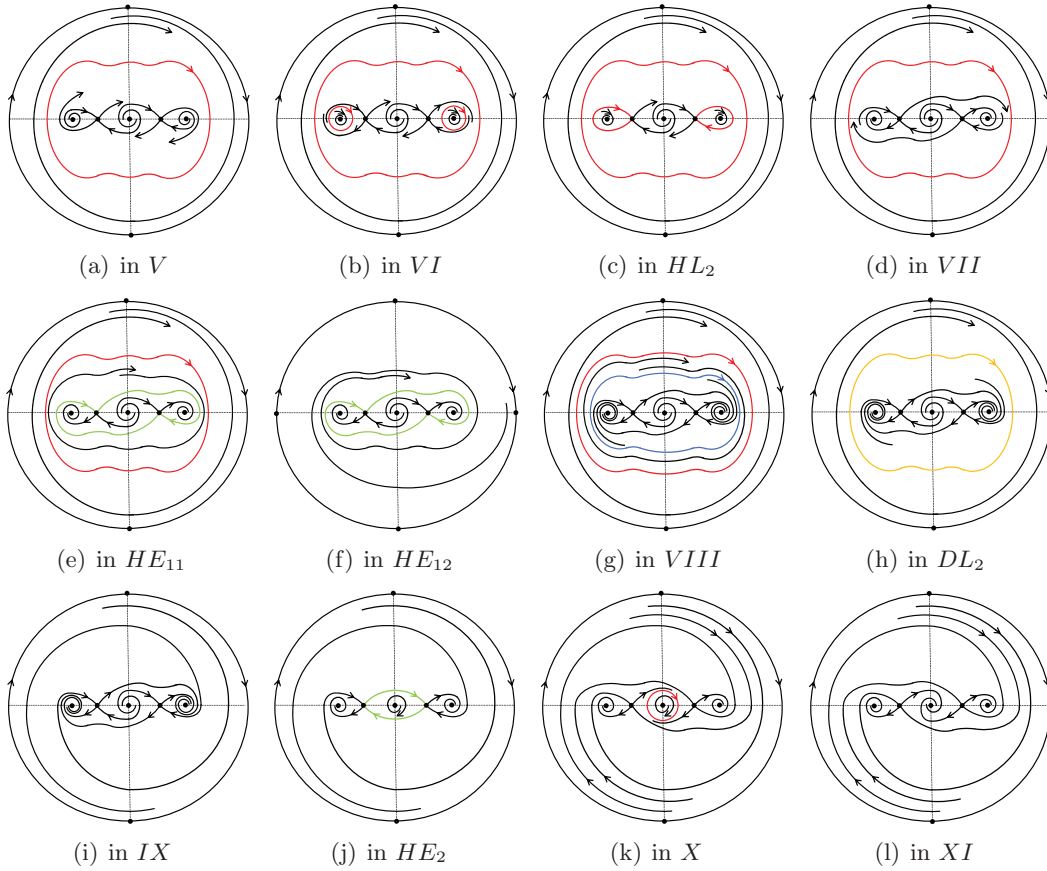 (a) in V (b) in VI (c) in HL₂ (d) in VII
(e) in HE₁₁ (f) in HE₁₂ (g) in VIII (h) in DL₂
(i) in IX (j) in HE₂ (k) in X (l) in XI